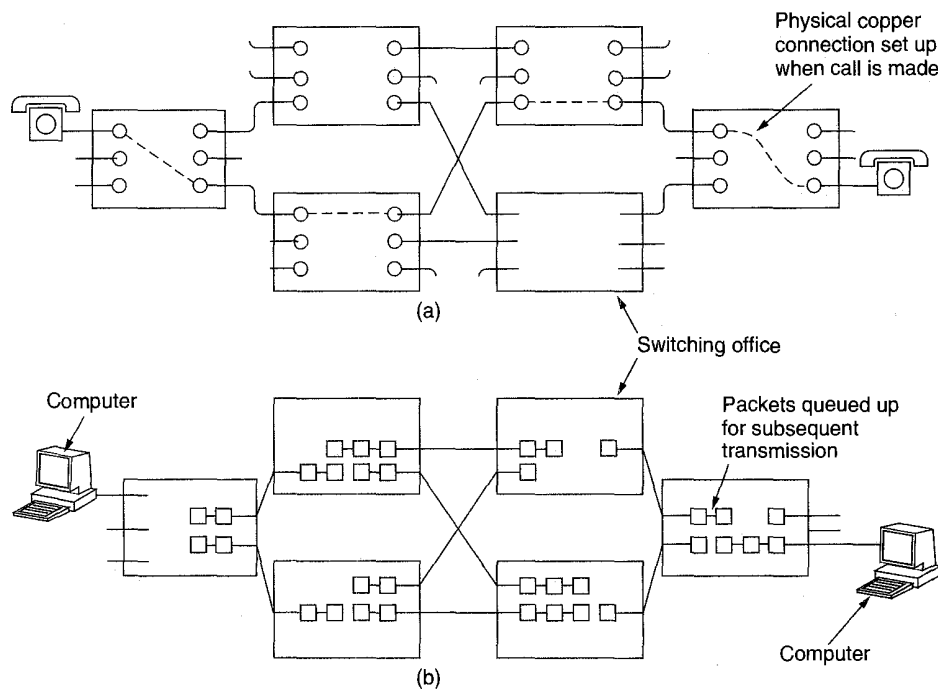 Physical copper
connection set up
when call is made
(a)
Switching office
Computer
Packets queued up
for subsequent
transmission
Computer
(b)